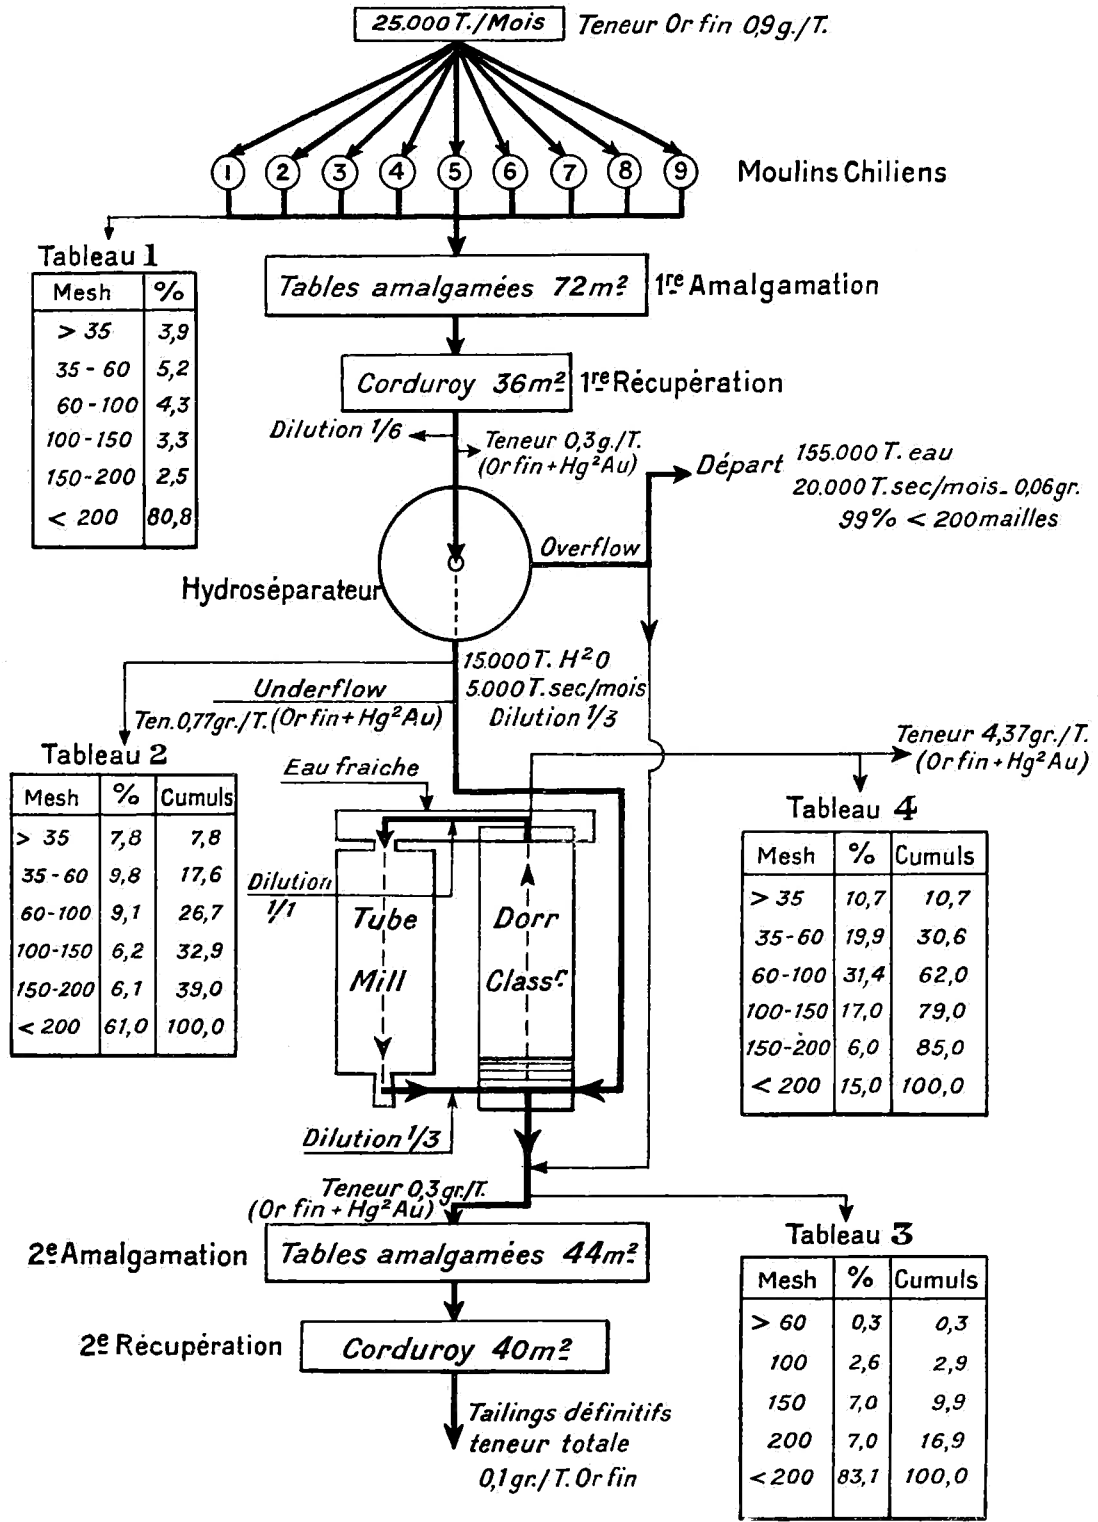 25.000 T./Mois Teneur Or fin 0,9 g./T.
1 2 3 4 5 6 7 8 9 Moulins Chiliens
Tableau 1
Mesh %
> 35 3,9
35 - 60 5,2
60 - 100 4,3
100 - 150 3,3
150 - 200 2,5
< 200 80,8
Tables amalgamées 72m² 1re Amalgamation
Corduroy 36m² 1re Récupération
Dilution 1/6
Teneur 0,3g./T.
(Or fin + Hg²Au)
Départ 155.000 T. eau
20.000 T. sec/mois - 0,06gr.
99% < 200 mailles
Overflow
Hydroséparateur
15.000 T. H²O
5.000 T. sec/mois
Dilution 1/3
Underflow
Ten. 0,77gr./T. (Or fin + Hg²Au)
Tableau 2
Mesh % Cumuls
> 35 7,8 7,8
35 - 60 9,8 17,6
60 - 100 9,1 26,7
100 - 150 6,2 32,9
150 - 200 6,1 39,0
< 200 61,0 100,0
Eau fraiche
Dilution
1/1
Tube
Mill
Dorr
Classr.
Dilution 1/3
Teneur 4,37gr./T.
(Or fin + Hg²Au)
Tableau 4
Mesh % Cumuls
> 35 10,7 10,7
35 - 60 19,9 30,6
60 - 100 31,4 62,0
100 - 150 17,0 79,0
150 - 200 6,0 85,0
< 200 15,0 100,0
Teneur 0,3gr./T.
(Or fin + Hg²Au)
2e Amalgamation Tables amalgamées 44m²
2e Récupération Corduroy 40m²
Tailings définitifs
teneur totale
0,1gr./T. Or fin
Tableau 3
Mesh % Cumuls
> 60 0,3 0,3
100 2,6 2,9
150 7,0 9,9
200 7,0 16,9
< 200 83,1 100,0